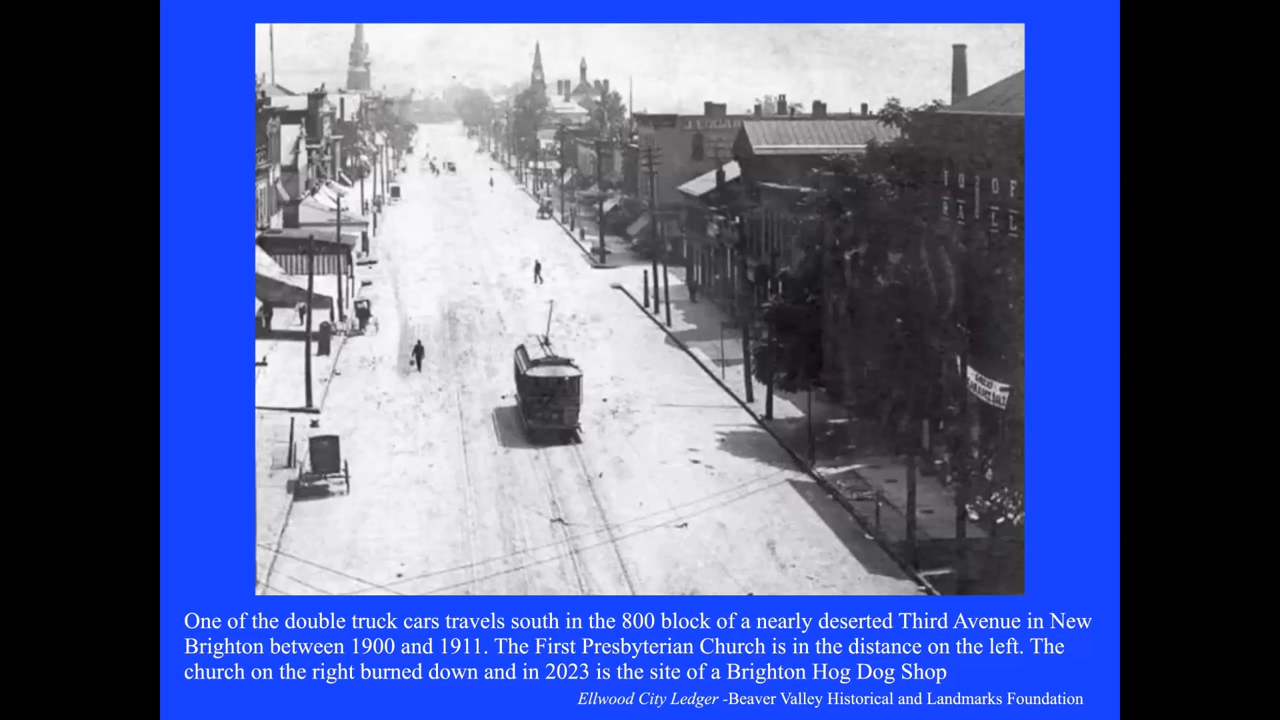 J.LOGAN
One of the double truck cars travels south in the 800 block of a nearly deserted Third Avenue in New
Brighton between 1900 and 1911. The First Presbyterian Church is in the distance on the left. The
church on the right burned down and in 2023 is the site of a Brighton Hog Dog Shop
Ellwood City Ledger -Beaver Valley Historical and Landmarks Foundation